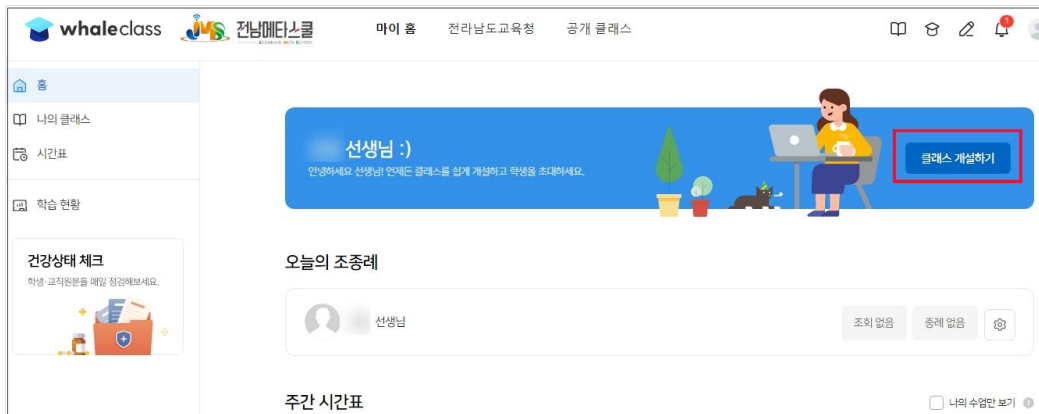 whaleclass JMS 전남메타스쿨 마이 홈 전라남도교육청 공개 클래스 1
홈
나의 클래스
시간표
학습 현황
건강상태 체크
학생·교직원분들 매일 점검해보세요.
선생님 :)
안녕하세요 선생님! 언제든 클래스를 쉽게 개설하고 학생을 초대하세요.
클래스 개설하기
오늘의 조종례
선생님 조회 없음 종례 없음
주간 시간표 나의 수업만 보기